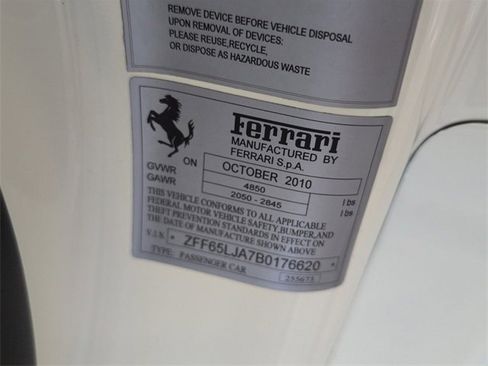 REMOVE DEVICE BEFORE VEHICLE DISPOSAL
UPON REMOVAL OF DEVICES:
PLEASE REUSE,RECYCLE,
OR DISPOSE AS HAZARDOUS WASTE
Ferrari
MANUFACTURED BY
FERRARI S.p.A.
ON OCTOBER 2010
GVWR 4850 lbs
GAWR 2050 - 2845 lbs
THIS VEHICLE CONFORMS TO ALL APPLICABLE
FEDERAL MOTOR VEHICLE SAFETY,BUMPER,AND
THEFT PREVENTION STANDARDS IN EFFECT ON
THE DATE OF MANUFACTURE SHOWN ABOVE
V.I.N. * ZFF65LJA7B0176620 *
TYPE: PASSENGER CAR